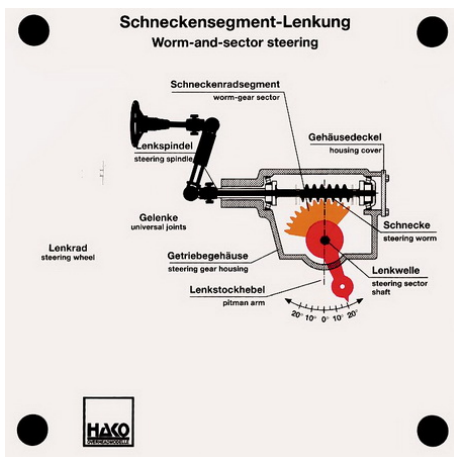 Schneckensegment-Lenkung
Worm-and-sector steering
Schneckenradsegment
worm-gear sector
Gehäusedeckel
housing cover
Lenkspindel
steering spindle
Gelenke
universal joints
Schnecke
steering worm
Lenkrad
steering wheel
Getriebegehäuse
steering gear housing
Lenkwelle
steering sector
shaft
Lenkstockhebel
pitman arm
20° 10° 0° 10° 20°
HAKO
OVERHEADMODELLE